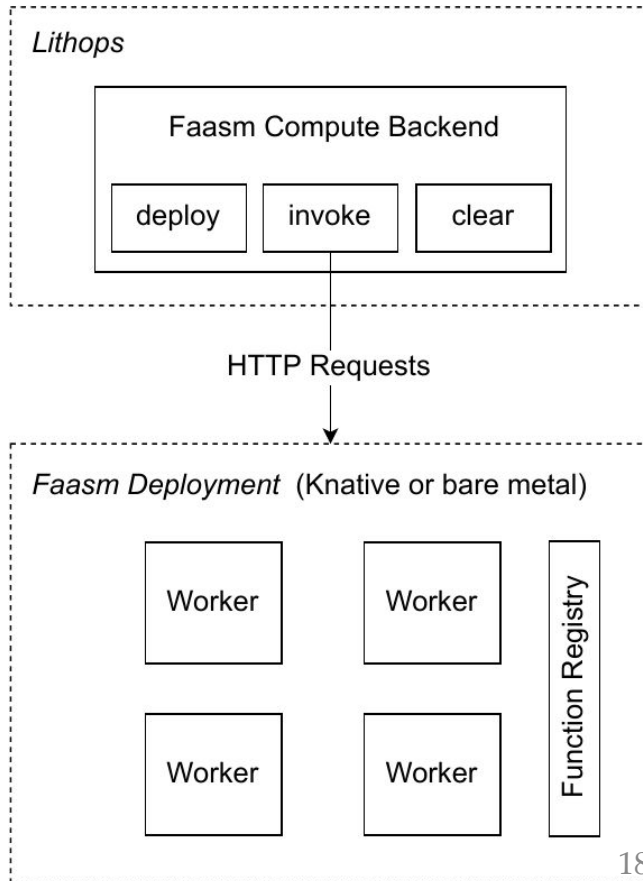 Lithops
Faasm Compute Backend
deploy
invoke
clear
HTTP Requests
Faasm Deployment (Knative or bare metal)
Worker
Worker
Function Registry
Worker
Worker
18